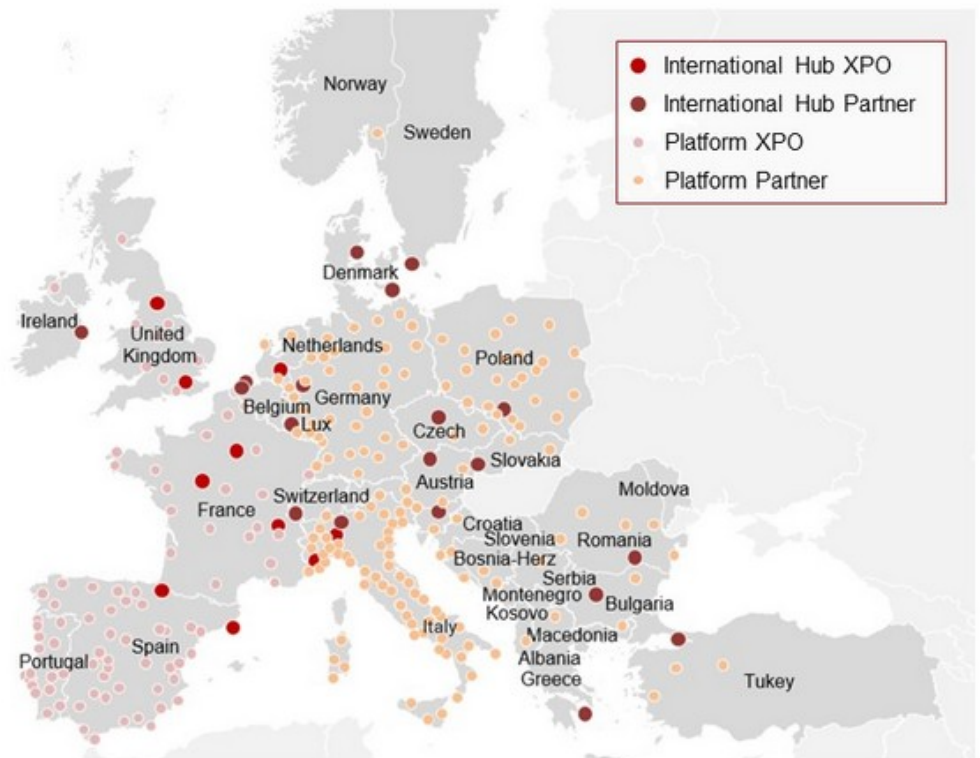 International Hub XPO
International Hub Partner
Platform XPO
Platform Partner
Norway
Sweden
Denmark
Ireland
United
Kingdom
Netherlands
Poland
Germany
Belgium
Lux
Czech
Slovakia
Austria
Switzerland
Moldova
France
Croatia
Slovenia
Romania
Bosnia-Herz
Serbia
Montenegro
Bulgaria
Kosovo
Italy
Macedonia
Spain
Portugal
Albania
Greece
Tukey